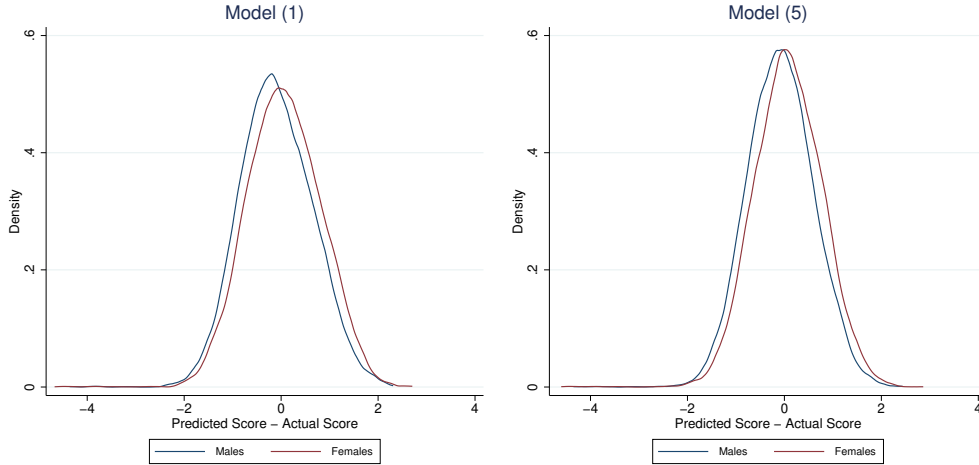 Model (1)
.6
.4
.2
0
Density
−4 −2 0 2 4
Predicted Score − Actual Score
Males Females
Model (5)
.6
.4
.2
0
Density
−4 −2 0 2 4
Predicted Score − Actual Score
Males Females